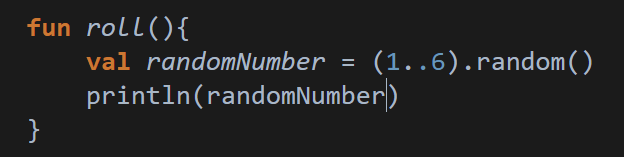 fun roll(){
    val randomNumber = (1..6).random()
    println(randomNumber)
}